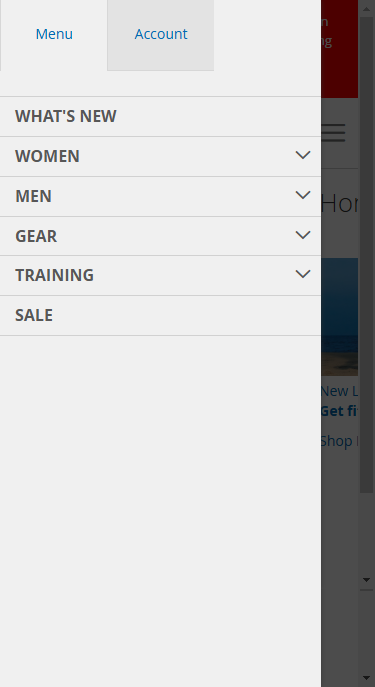 Menu
Account
WHAT'S NEW
WOMEN
MEN
GEAR
TRAINING
SALE
New L
Get fi
Shop